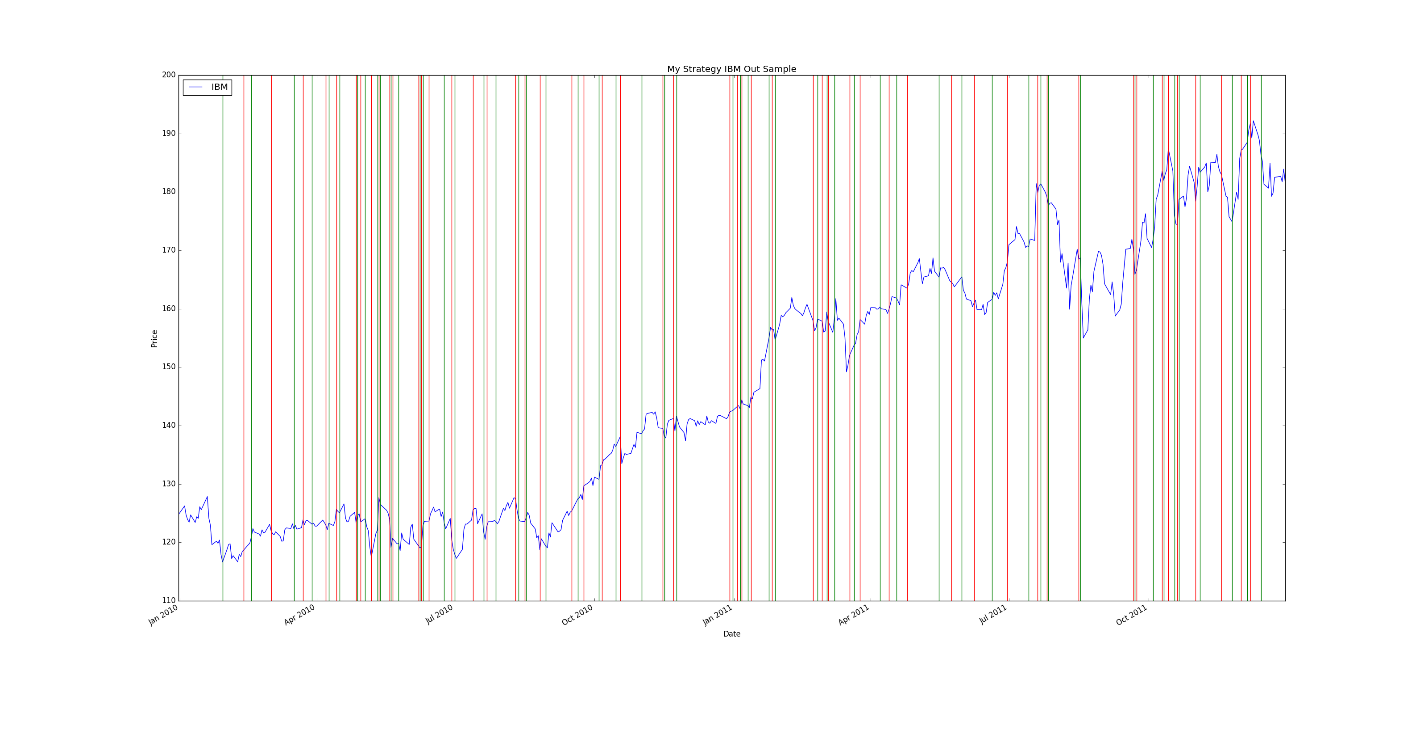 My Strategy IBM Out Sample
IBM
200
190
180
170
160
150
140
130
120
110
Price
Jan 2010
Apr 2010
Jul 2010
Oct 2010
Jan 2011
Apr 2011
Jul 2011
Oct 2011
Date